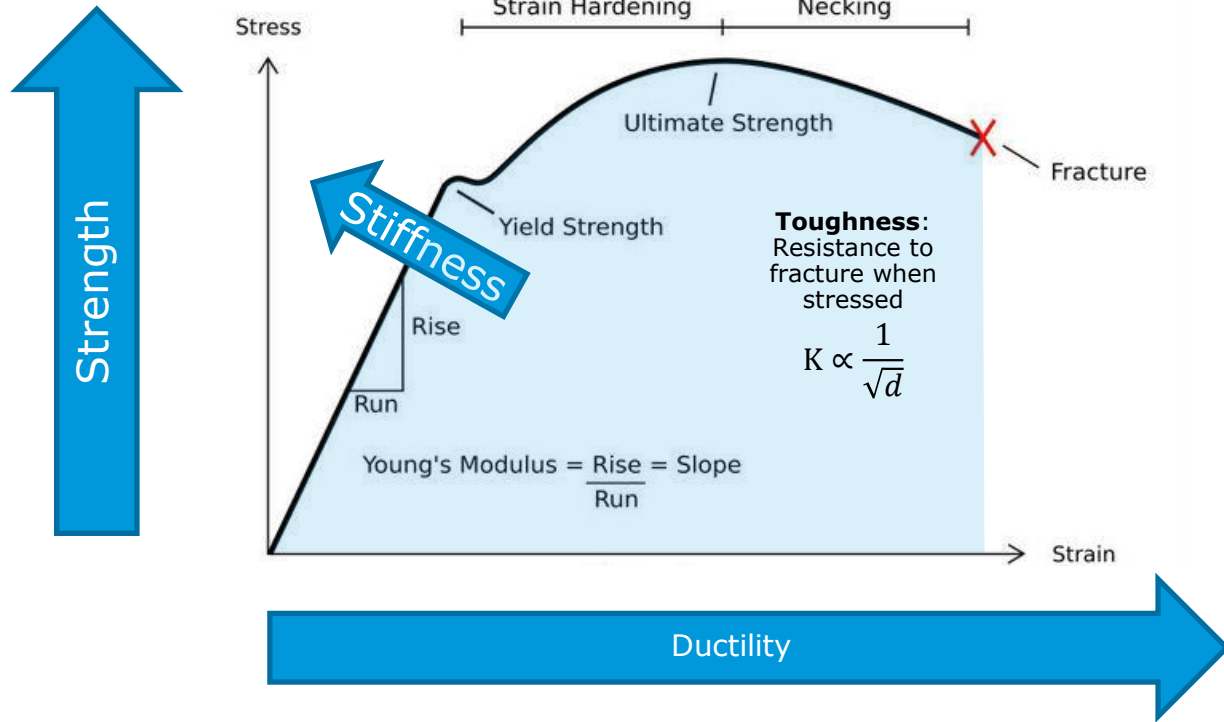 Strain Hardening
Necking
Stress
Ultimate Strength
Fracture
Strength
Stiffness
Yield Strength
Toughness:
Resistance to
fracture when
stressed
K ∝ 1/√d
Rise
Run
Young's Modulus = Rise = Slope
Run
Strain
Ductility